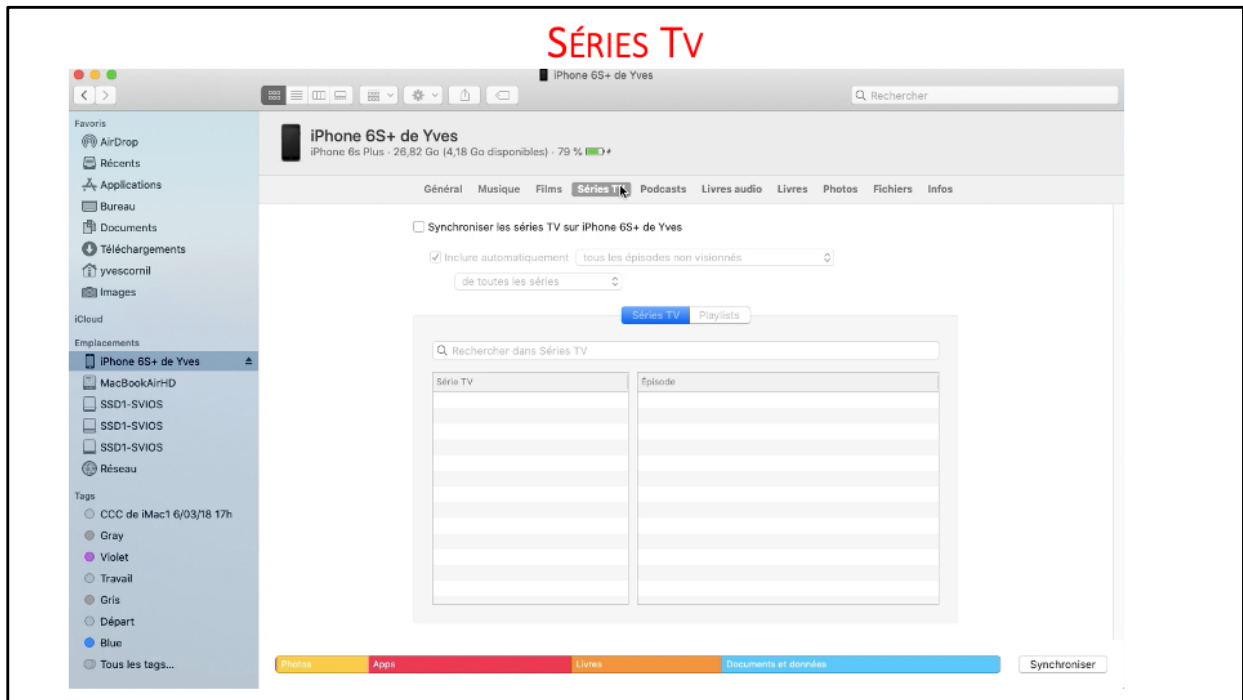 SÉRIES TV
iPhone 6S+ de Yves
Rechercher
Favoris
AirDrop
Récents
Applications
Bureau
Documents
Téléchargements
yvescornil
Images
iCloud
Emplacements
iPhone 6S+ de Yves
MacBookAirHD
SSD1-SVIOS
SSD1-SVIOS
SSD1-SVIOS
Réseau
Tags
CCC de iMac1 6/03/18 17h
Gray
Violet
Travail
Gris
Départ
Blue
Tous les tags...
iPhone 6S+ de Yves
iPhone 6s Plus · 26,82 Go (4,18 Go disponibles) · 79 %
Général Musique Films Séries TV Podcasts Livres audio Livres Photos Fichiers Infos
Synchroniser les séries TV sur iPhone 6S+ de Yves
Inclure automatiquement tous les épisodes non visionnés
de toutes les séries
Séries TV Playlists
Rechercher dans Séries TV
Série TV Épisode
Photos Apps Livres Documents et données Synchroniser